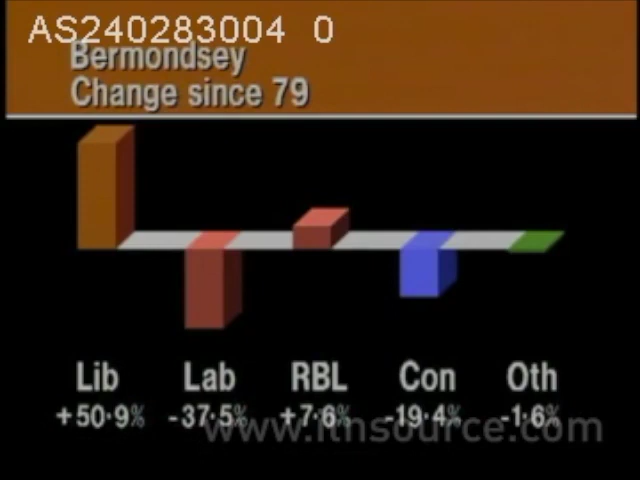 AS240283004 0
Bermondsey
Change since 79
Lib Lab RBL Con Oth
+50·9% -37·5% +7·6% -19·4% -1·6%
www.itnsource.com